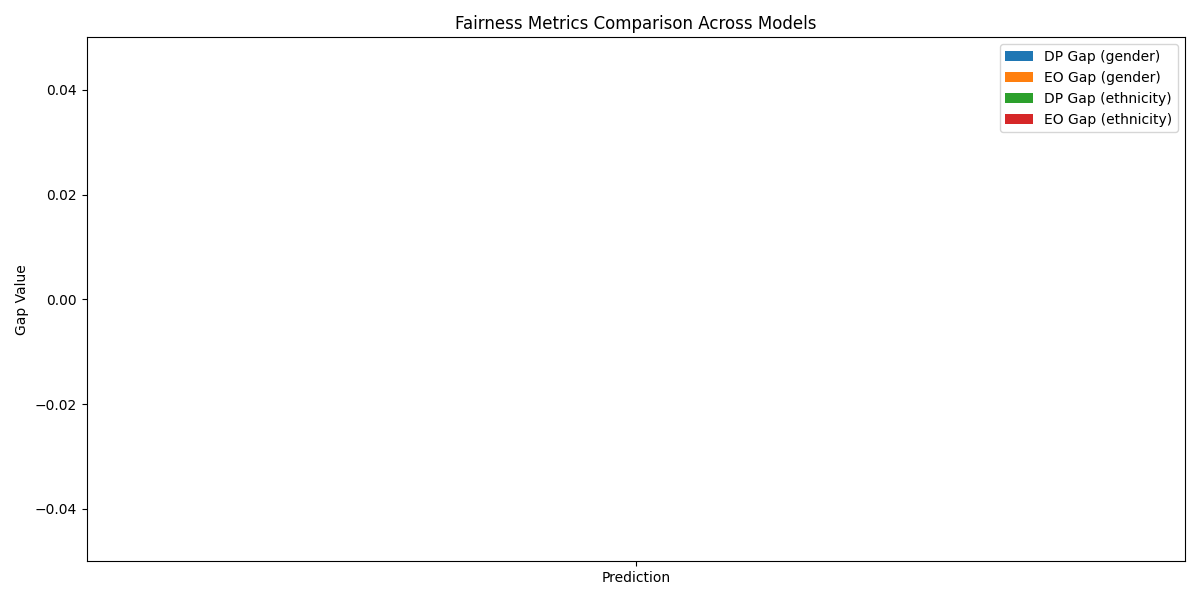 Fairness Metrics Comparison Across Models
DP Gap (gender)
EO Gap (gender)
DP Gap (ethnicity)
EO Gap (ethnicity)
0.04
0.02
0.00
−0.02
−0.04
Gap Value
Prediction